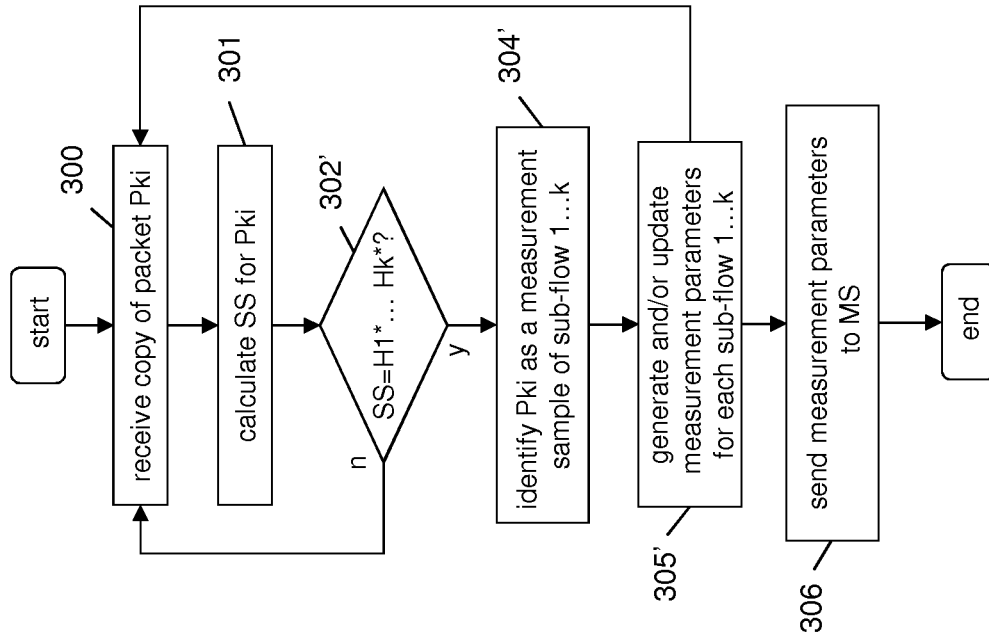 start
300
receive copy of packet Pki
301
calculate SS for Pki
302'
SS=H1*... Hk*?
n
y
304'
identify Pki as a measurement
sample of sub-flow 1...k
305'
generate and/or update
measurement parameters
for each sub-flow 1...k
306
send measurement parameters
to MS
end